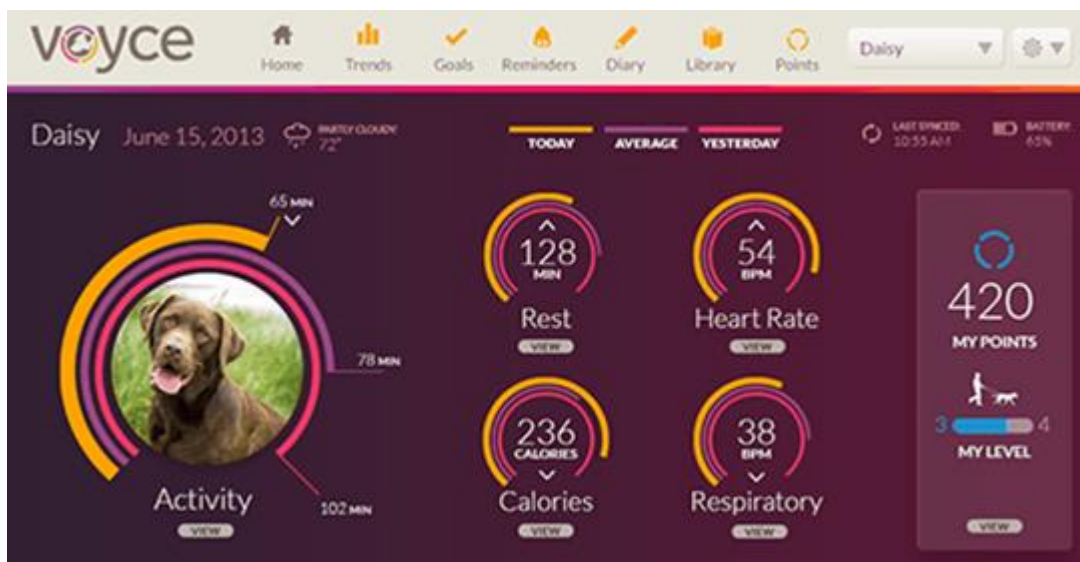 voyce
Home Trends Goals Reminders Diary Library Points
Daisy
Daisy June 15, 2013
PARTLY CLOUDY
72°
TODAY AVERAGE YESTERDAY
LAST SYNCED:
10:55 AM
BATTERY:
65%
65 MIN
78 MIN
102 MIN
Activity
VIEW
128
MIN
Rest
VIEW
54
BPM
Heart Rate
VIEW
236
CALORIES
Calories
VIEW
38
BPM
Respiratory
VIEW
420
MY POINTS
3 4
MY LEVEL
VIEW